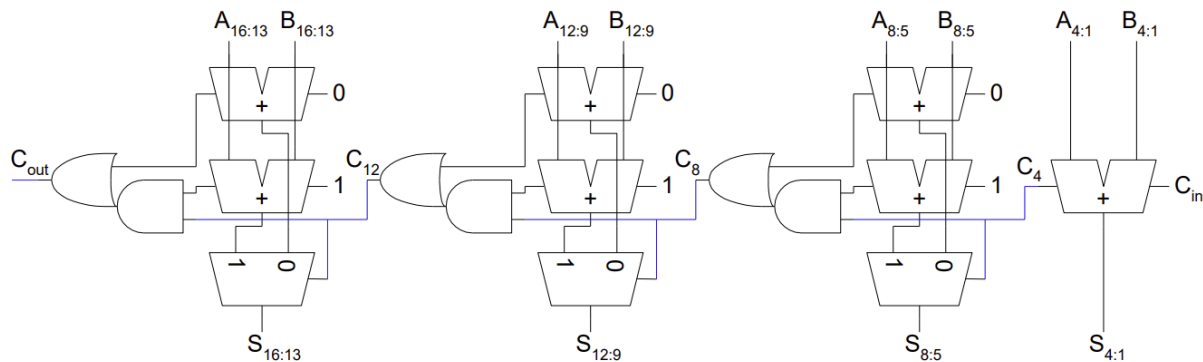 A16:13 B16:13 A12:9 B12:9 A8:5 B8:5 A4:1 B4:1
0 0 0
+ + +
Cout C12 C8 C4
1 1 1 Cin
+ + + +
1 0 1 0 1 0
S16:13 S12:9 S8:5 S4:1